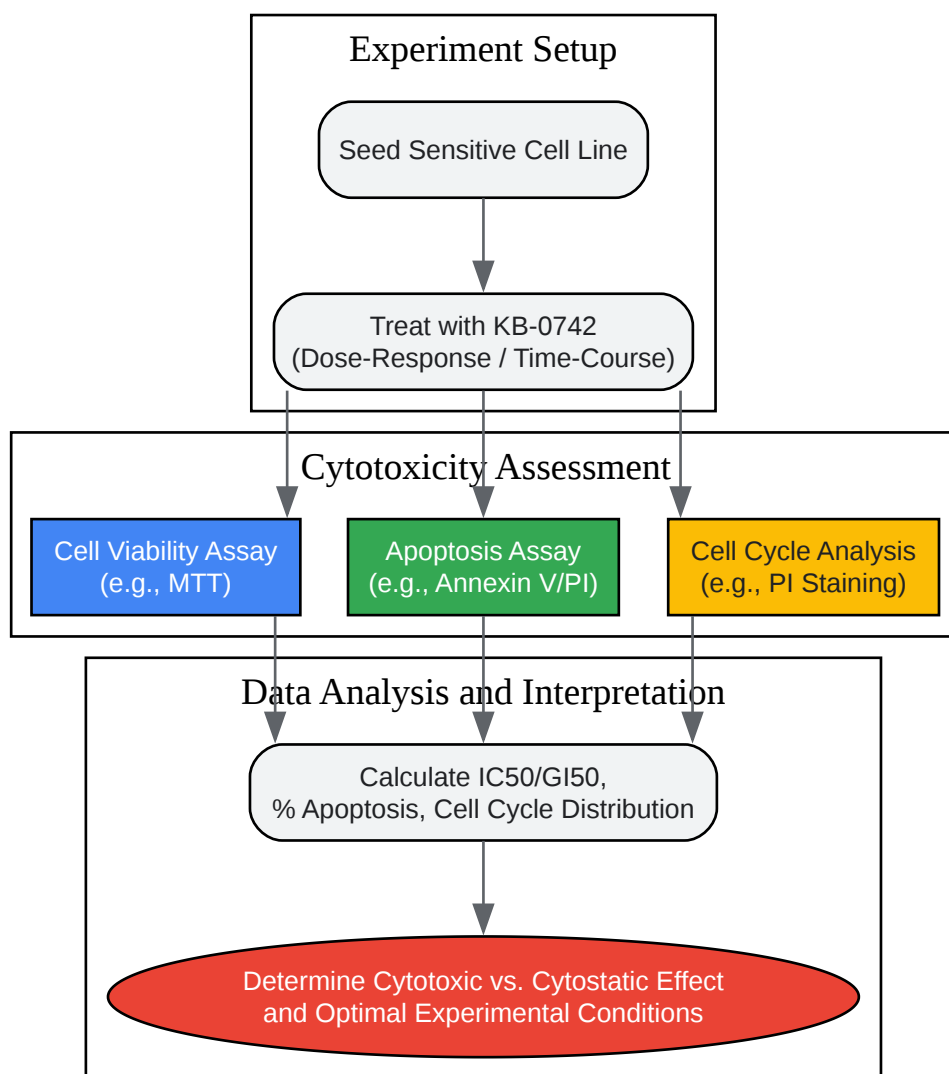 Experiment Setup
Seed Sensitive Cell Line
Treat with KB-0742
(Dose-Response / Time-Course)
Cytotoxicity Assessment
Cell Viability Assay
(e.g., MTT)
Apoptosis Assay
(e.g., Annexin V/PI)
Cell Cycle Analysis
(e.g., PI Staining)
Data Analysis and Interpretation
Calculate IC50/GI50,
% Apoptosis, Cell Cycle Distribution
Determine Cytotoxic vs. Cytostatic Effect
and Optimal Experimental Conditions